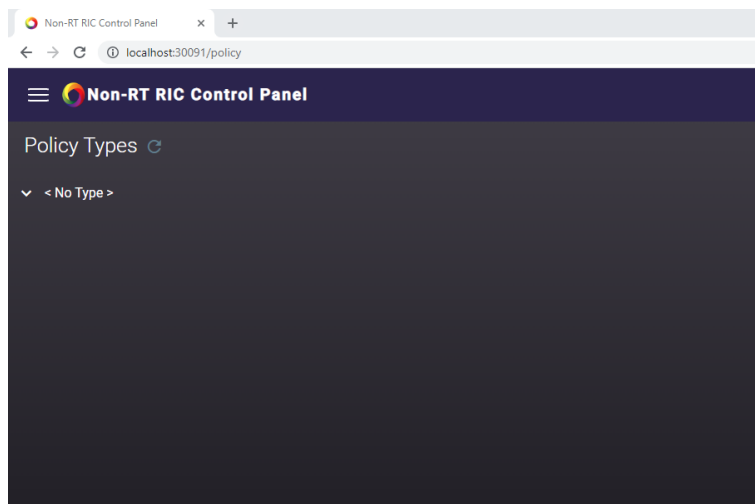 Non-RT RIC Control Panel
localhost:30091/policy
Non-RT RIC Control Panel
Policy Types
< No Type >